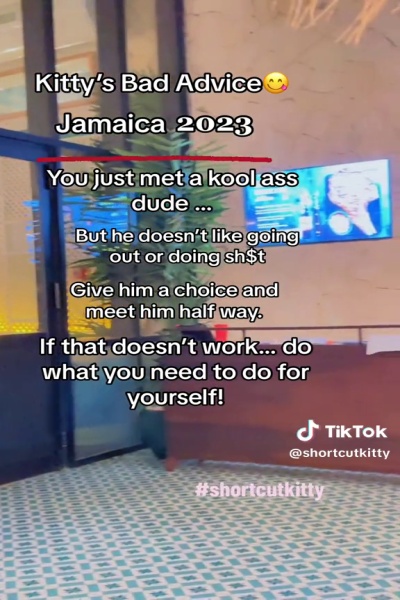 Kitty's Bad Advice😋
Jamaica 2023
You just met a kool ass
dude ...
But he doesn't like going
out or doing sh$t
Give him a choice and
meet him half way.
If that doesn't work... do
what you need to do for
yourself!
TikTok
@shortcutkitty
#shortcutkitty